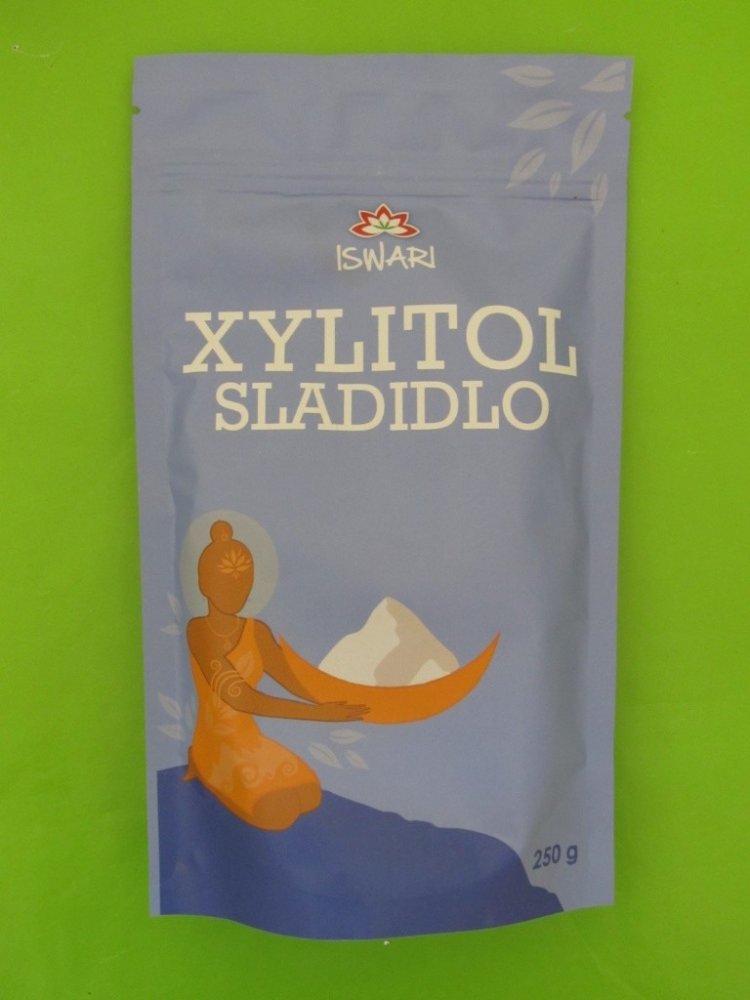 ISWARI
XYLITOL
SLADIDLO
250 g